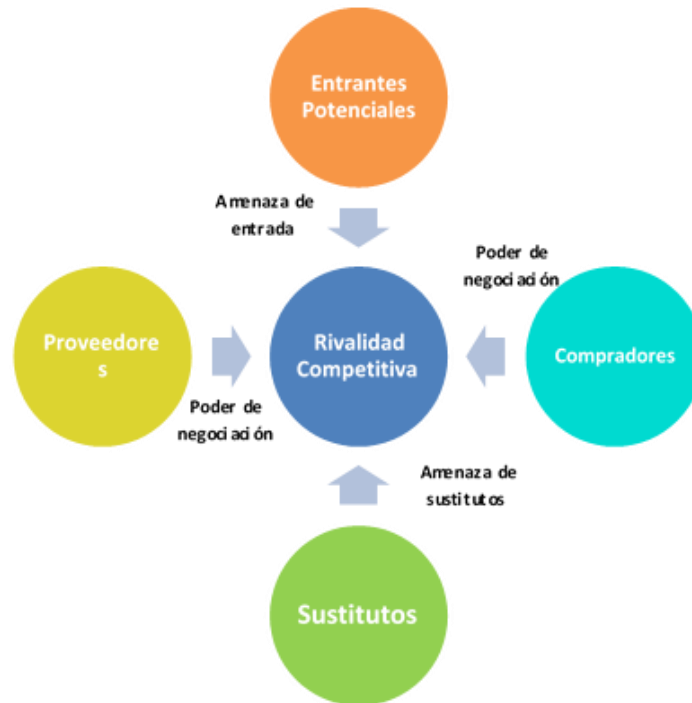 Entrantes
Potenciales
Amenaza de
entrada
Poder de
negociación
Proveedore
s
Rivalidad
Competitiva
Compradores
Poder de
negociación
Amenaza de
sustitutos
Sustitutos